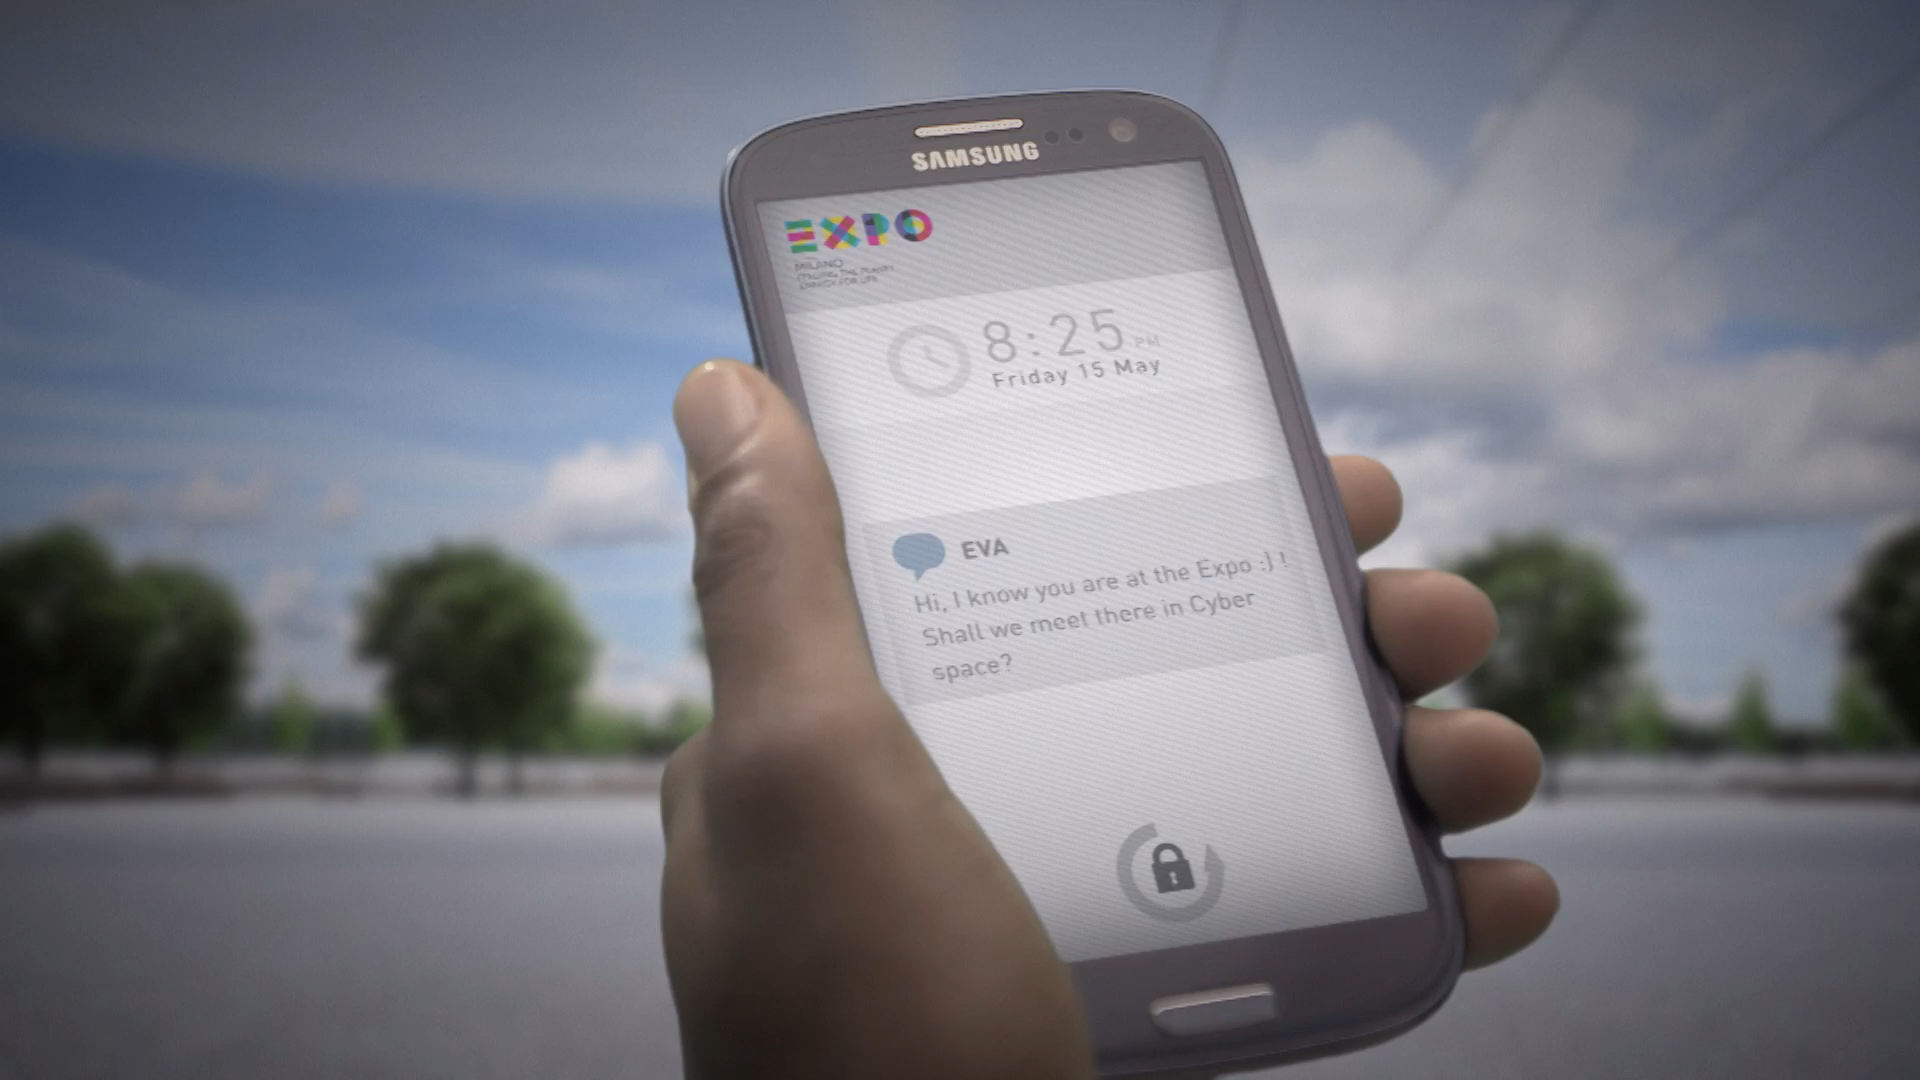 SAMSUNG
EXPO
MILANO
8:25 PM
Friday 15 May
EVA
Hi, I know you are at the Expo :) !
Shall we meet there in Cyber
space?